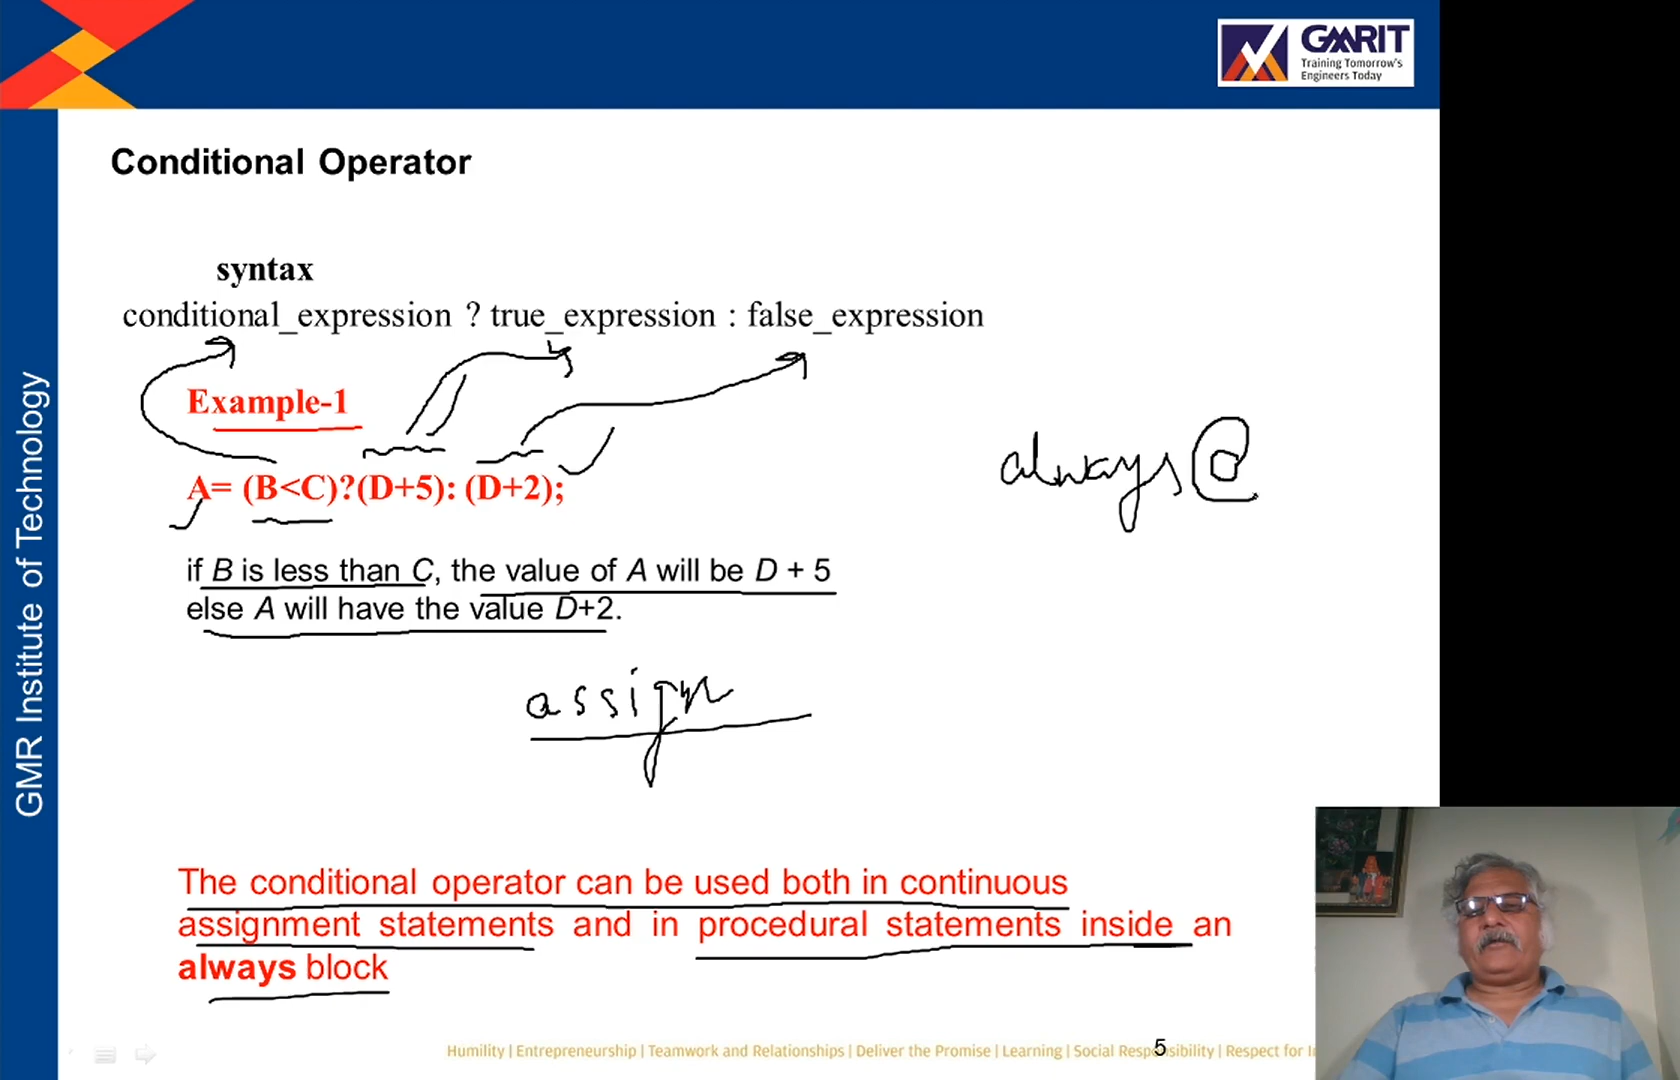 GMRIT
Training Tomorrow's
Engineers Today
GMR Institute of Technology
Conditional Operator
syntax
conditional_expression ? true_expression : false_expression
Example-1
A= (B<C)?(D+5): (D+2);
always@
if B is less than C, the value of A will be D + 5
else A will have the value D+2.
assign
The conditional operator can be used both in continuous
assignment statements and in procedural statements inside an
always block
Humility | Entrepreneurship | Teamwork and Relationships | Deliver the Promise | Learning | Social Responsibility | Respect for
5